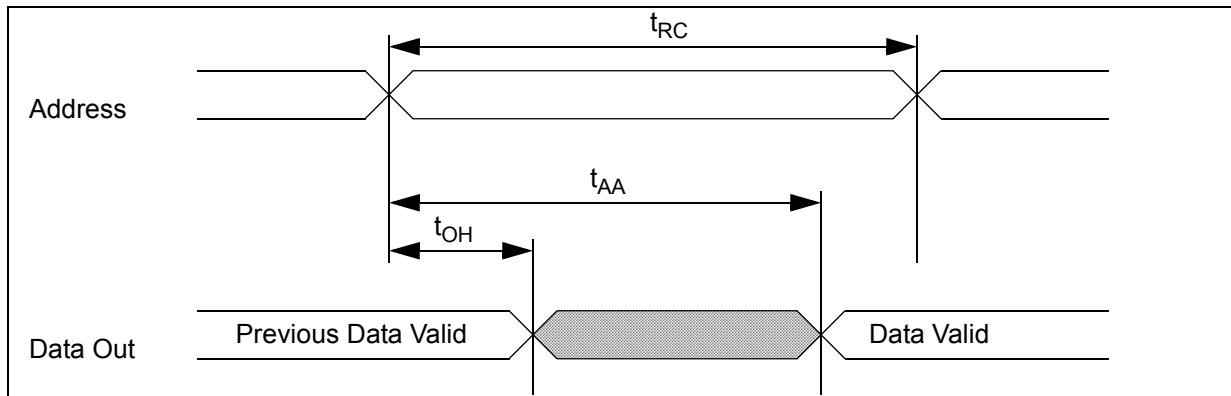 tRC
Address
tAA
tOH
Previous Data Valid
Data Valid
Data Out